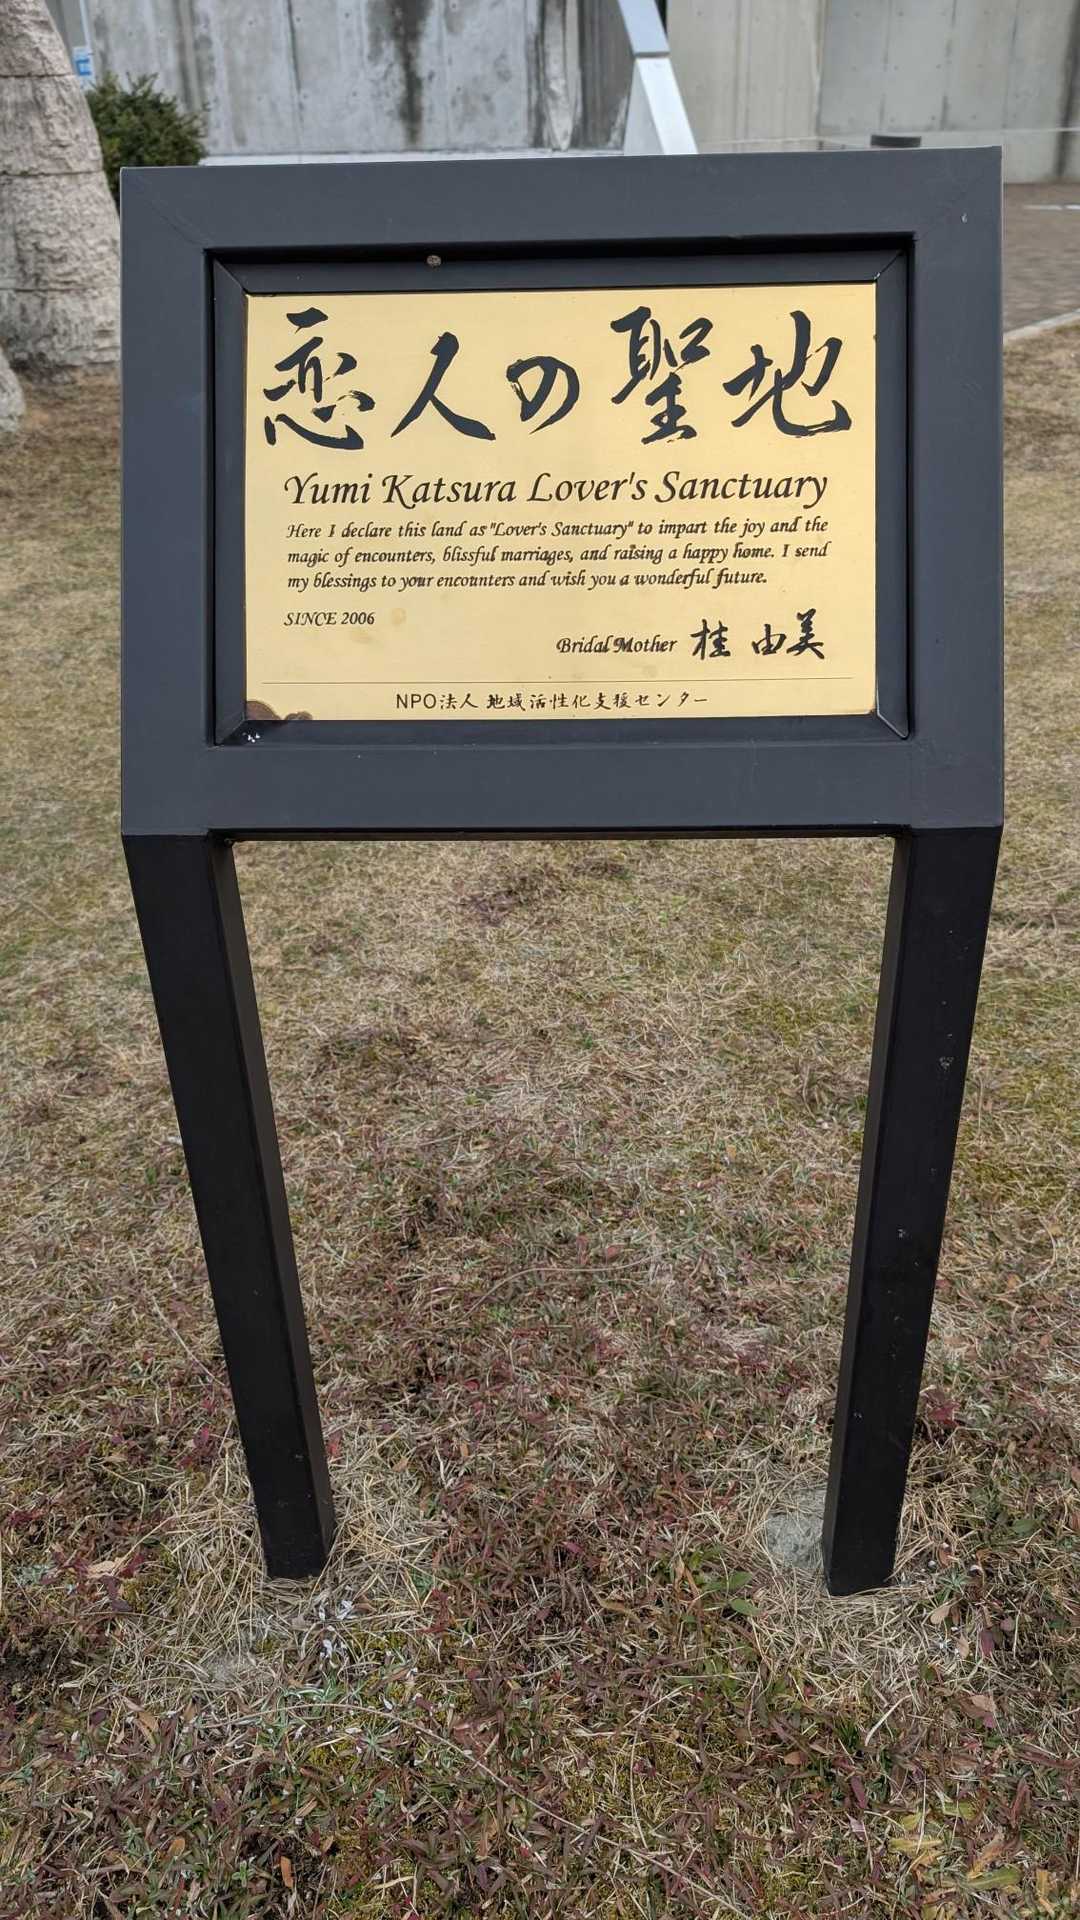 恋人の聖地
Yumi Katsura Lover's Sanctuary
Here I declare this land as "Lover's Sanctuary" to impart the joy and the
magic of encounters, blissful marriages, and raising a happy home. I send
my blessings to your encounters and wish you a wonderful future.
SINCE 2006
Bridal Mother 桂 由美
NPO法人 地域活性化支援センター